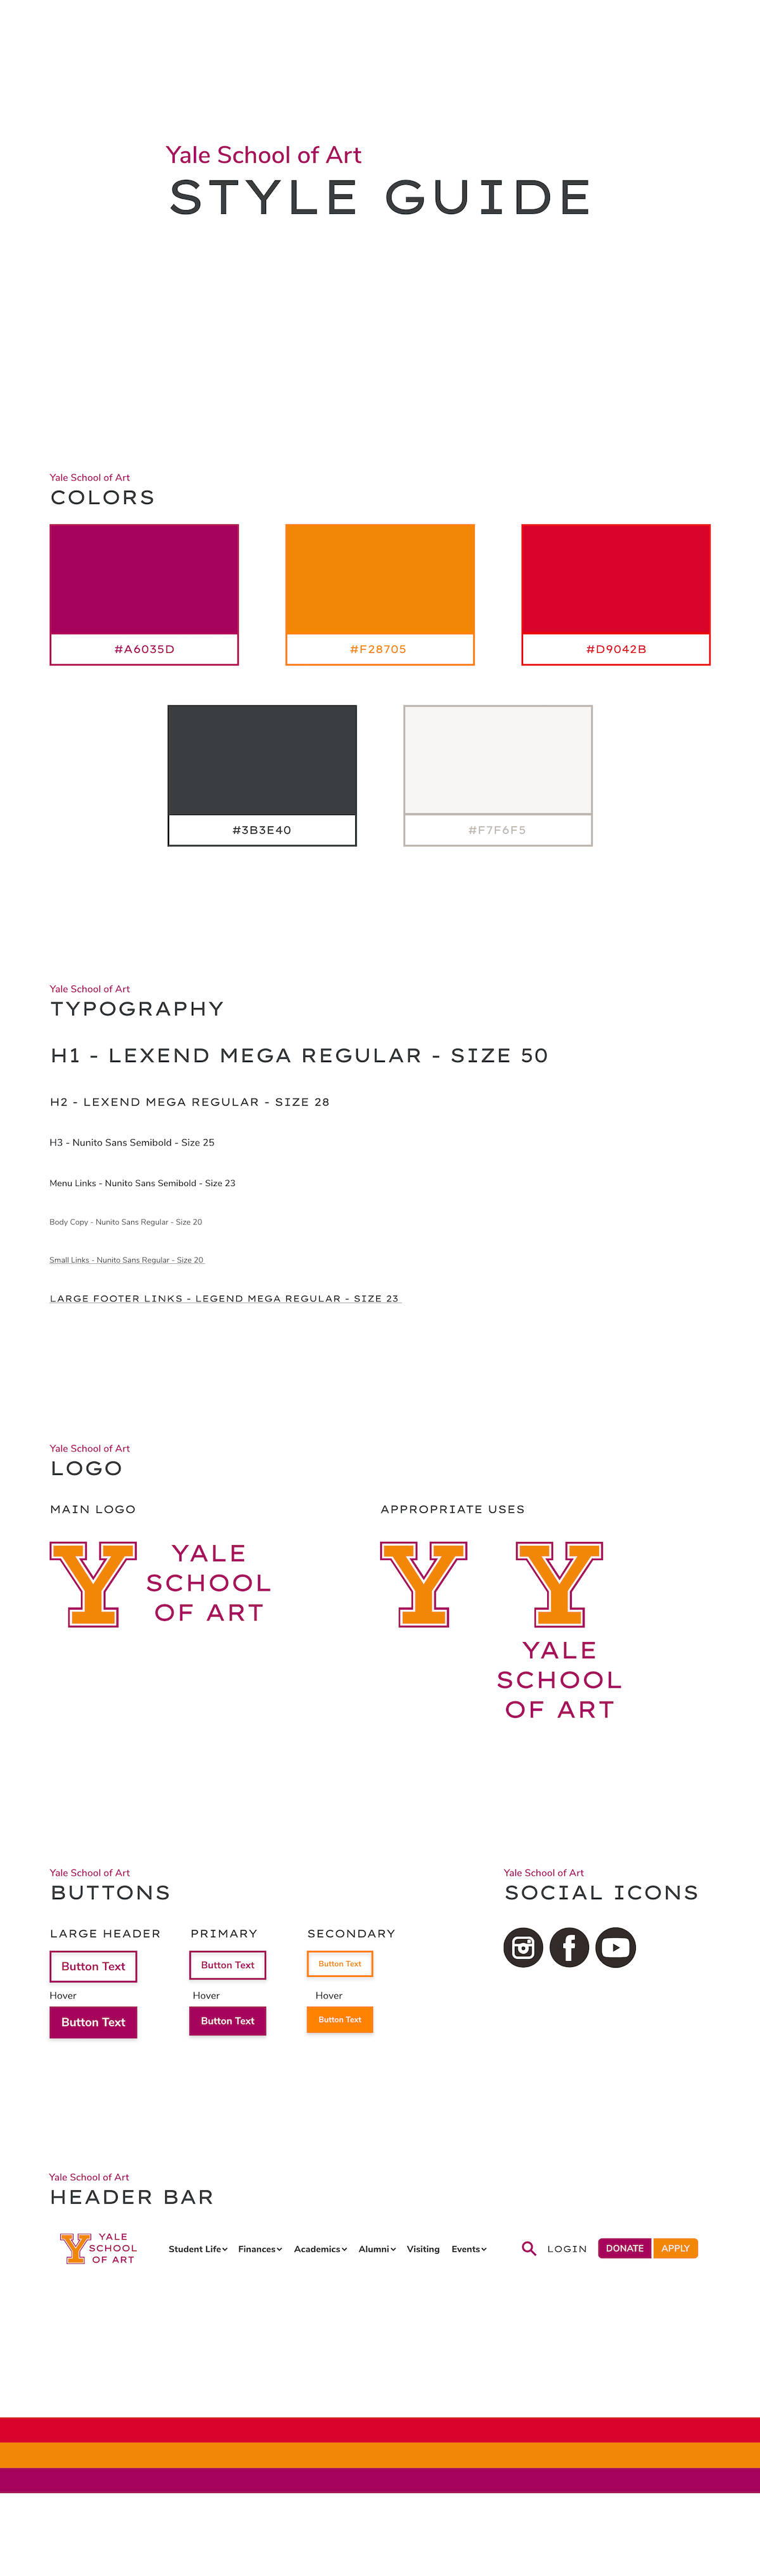 Yale School of Art
STYLE GUIDE
Yale School of Art
COLORS
#A6035D
#F28705
#D9042B
#3B3E40
#F7F6F5
Yale School of Art
TYPOGRAPHY
H1 - LEXEND MEGA REGULAR - SIZE 50
H2 - LEXEND MEGA REGULAR - SIZE 28
H3 - Nunito Sans Semibold - Size 25
Menu Links - Nunito Sans Semibold - Size 23
Body Copy - Nunito Sans Regular - Size 20
Small Links - Nunito Sans Regular - Size 20
LARGE FOOTER LINKS - LEGEND MEGA REGULAR - SIZE 23
Yale School of Art
LOGO
MAIN LOGO
Y
YALE
SCHOOL
OF ART
APPROPRIATE USES
Y
Y
YALE
SCHOOL
OF ART
Yale School of Art
BUTTONS
LARGE HEADER
PRIMARY
SECONDARY
Button Text
Button Text
Button Text
Hover
Hover
Hover
Button Text
Button Text
Button Text
Yale School of Art
SOCIAL ICONS
Yale School of Art
HEADER BAR
Y
YALE
SCHOOL
OF ART
Student Life
Finances
Academics
Alumni
Visiting
Events
LOGIN
DONATE
APPLY